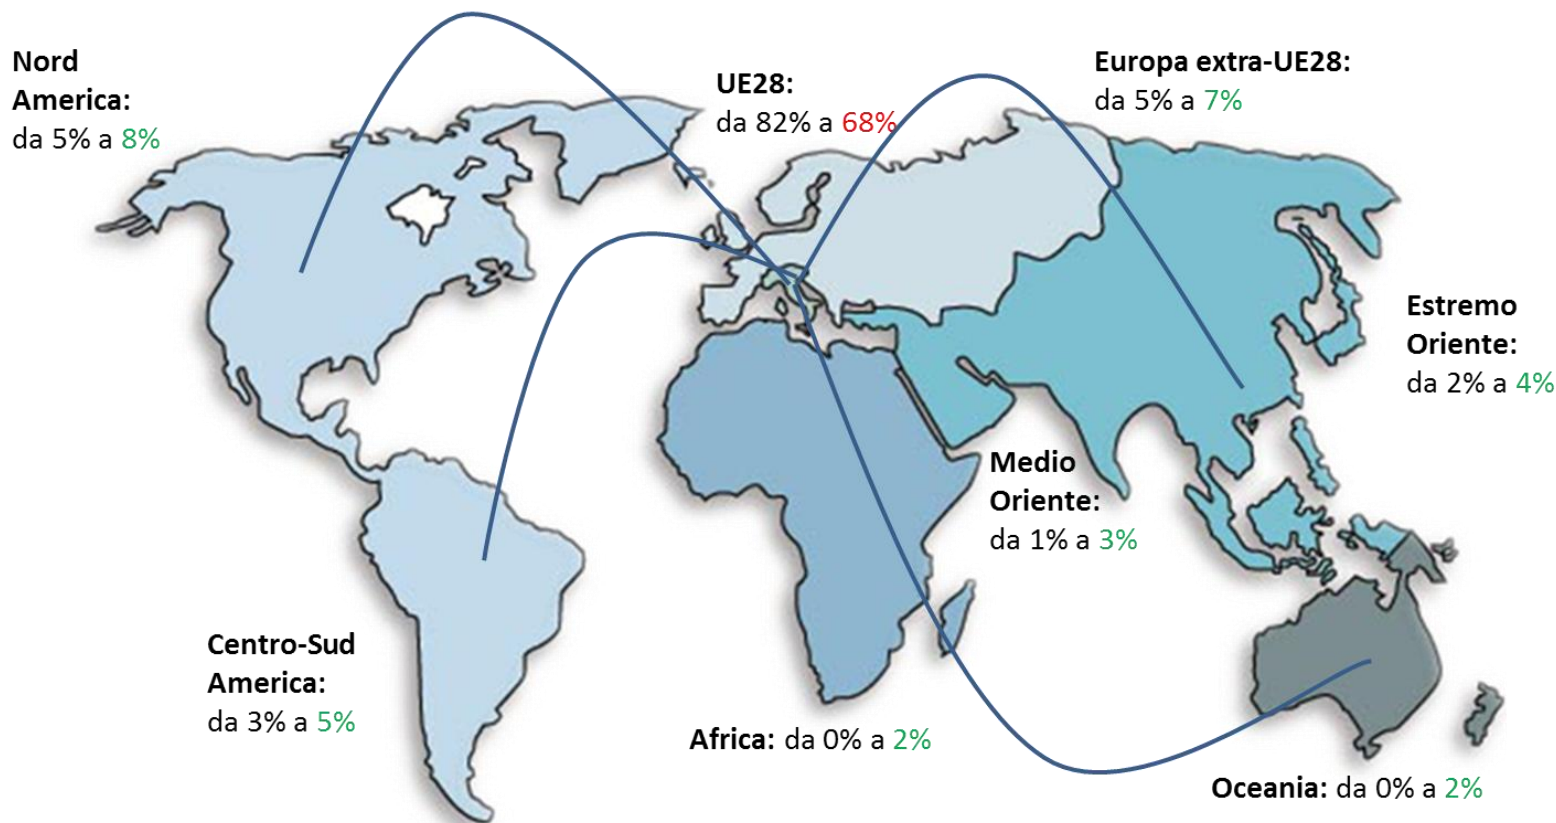 Nord
America:
da 5% a 8%
UE28:
da 82% a 68%
Europa extra-UE28:
da 5% a 7%
Estremo
Oriente:
da 2% a 4%
Medio
Oriente:
da 1% a 3%
Centro-Sud
America:
da 3% a 5%
Africa: da 0% a 2%
Oceania: da 0% a 2%